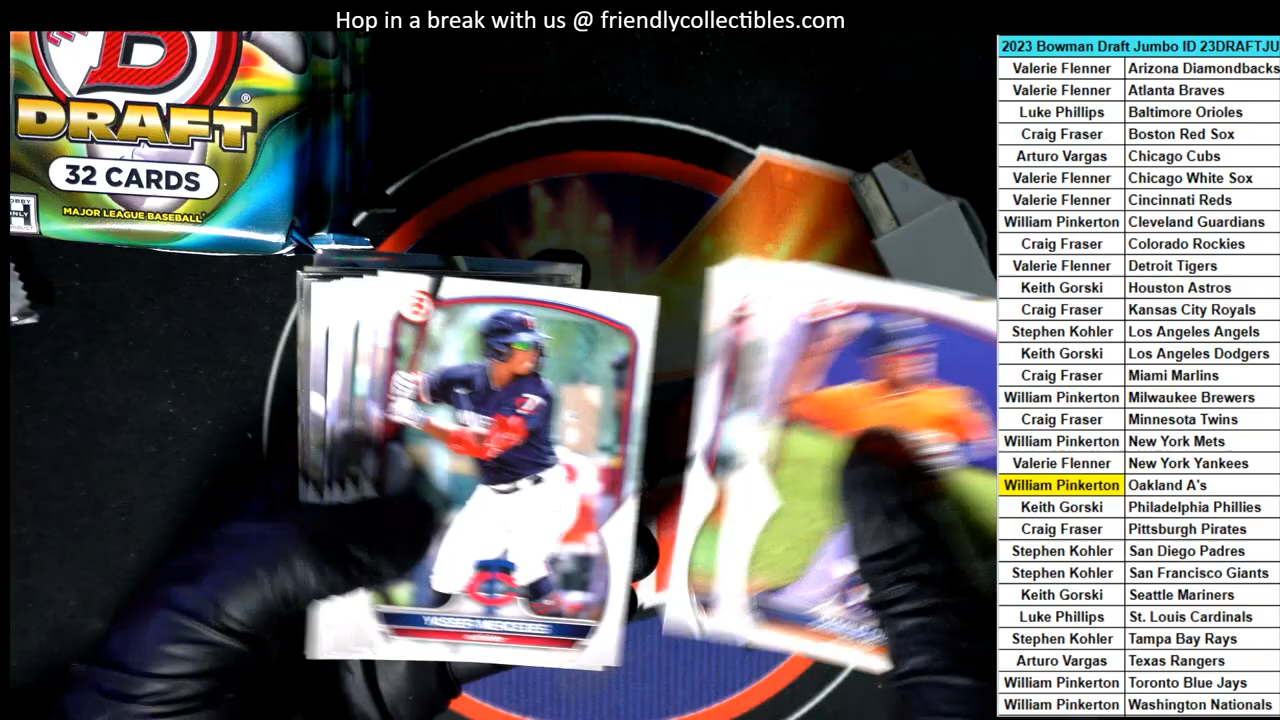 Hop in a break with us @ friendlycollectibles.com
DRAFT®
32 CARDS
MAJOR LEAGUE BASEBALL
2023 Bowman Draft Jumbo ID 23DRAFTJU
Valerie Flenner Arizona Diamondbacks
Valerie Flenner Atlanta Braves
Luke Phillips Baltimore Orioles
Craig Fraser Boston Red Sox
Arturo Vargas Chicago Cubs
Valerie Flenner Chicago White Sox
Valerie Flenner Cincinnati Reds
William Pinkerton Cleveland Guardians
Craig Fraser Colorado Rockies
Valerie Flenner Detroit Tigers
Keith Gorski Houston Astros
Craig Fraser Kansas City Royals
Stephen Kohler Los Angeles Angels
Keith Gorski Los Angeles Dodgers
Craig Fraser Miami Marlins
William Pinkerton Milwaukee Brewers
Craig Fraser Minnesota Twins
William Pinkerton New York Mets
Valerie Flenner New York Yankees
William Pinkerton Oakland A's
Keith Gorski Philadelphia Phillies
Craig Fraser Pittsburgh Pirates
Stephen Kohler San Diego Padres
Stephen Kohler San Francisco Giants
Keith Gorski Seattle Mariners
Luke Phillips St. Louis Cardinals
Stephen Kohler Tampa Bay Rays
Arturo Vargas Texas Rangers
William Pinkerton Toronto Blue Jays
William Pinkerton Washington Nationals